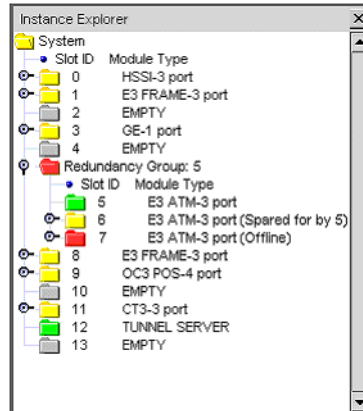 Instance Explorer
System
Slot ID Module Type
0 HSSI-3 port
1 E3 FRAME-3 port
2 EMPTY
3 GE-1 port
4 EMPTY
Redundancy Group: 5
Slot ID Module Type
5 E3 ATM-3 port
6 E3 ATM-3 port (Spared for by 5)
7 E3 ATM-3 port (Offline)
8 E3 FRAME-3 port
9 OC3 POS-4 port
10 EMPTY
11 CT3-3 port
12 TUNNEL SERVER
13 EMPTY